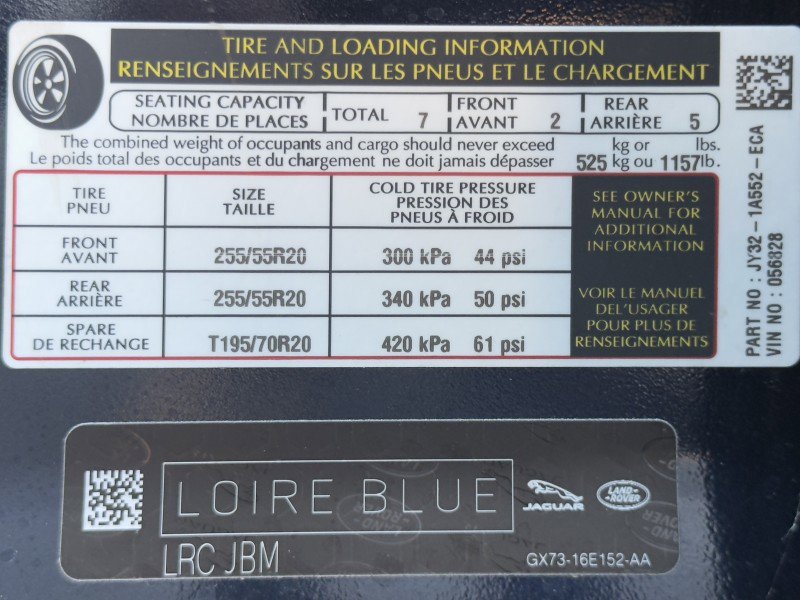 TIRE AND LOADING INFORMATION
RENSEIGNEMENTS SUR LES PNEUS ET LE CHARGEMENT
SEATING CAPACITY
NOMBRE DE PLACES
TOTAL 7
FRONT
AVANT 2
REAR
ARRIÈRE 5
The combined weight of occupants and cargo should never exceed kg or lbs.
Le poids total des occupants et du chargement ne doit jamais dépasser 525 kg ou 1157 lb.
TIRE
PNEU
SIZE
TAILLE
COLD TIRE PRESSURE
PRESSION DES
PNEUS À FROID
FRONT
AVANT
255/55R20 300 kPa 44 psi
REAR
ARRIÈRE
255/55R20 340 kPa 50 psi
SPARE
DE RECHANGE
T195/70R20 420 kPa 61 psi
SEE OWNER'S
MANUAL FOR
ADDITIONAL
INFORMATION
VOIR LE MANUEL
DEL'USAGER
POUR PLUS DE
RENSEIGNEMENTS
PART NO : JY32-1A552-ECA
VIN NO : 056828
LOIRE BLUE
LRC JBM
JAGUAR
LAND-
ROVER
GX73-16E152-AA